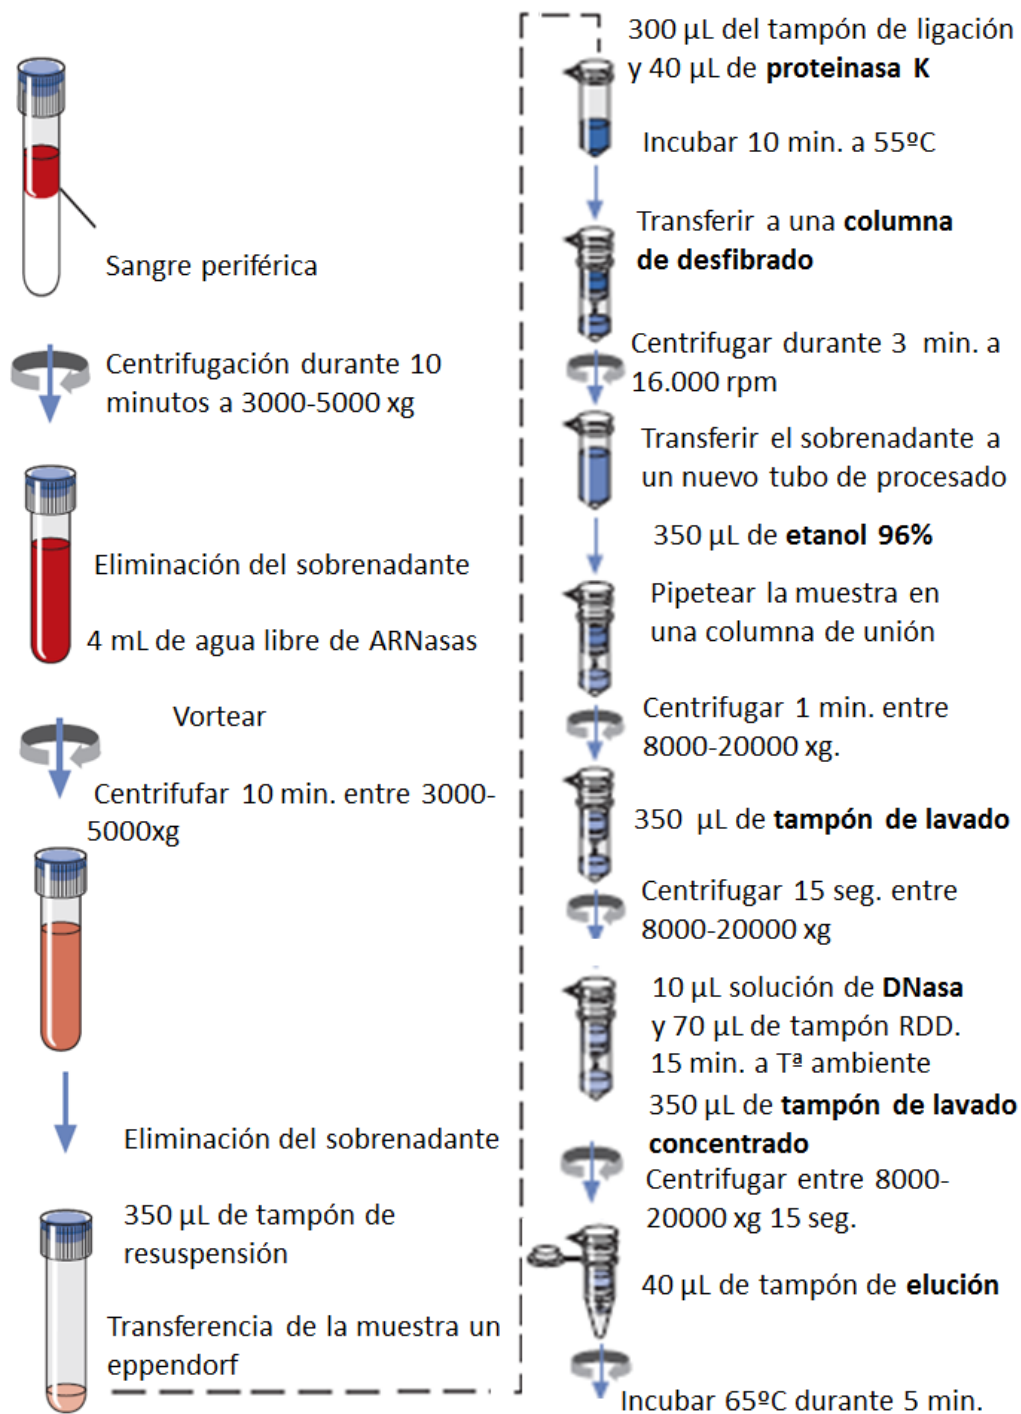 Sangre periférica
Centrifugación durante 10
minutos a 3000-5000 xg
Eliminación del sobrenadante
4 mL de agua libre de ARNasas
Vortear
Centrifufar 10 min. entre 3000-
5000xg
Eliminación del sobrenadante
350 µL de tampón de
resuspensión
Transferencia de la muestra un
eppendorf
300 µL del tampón de ligación
y 40 µL de proteinasa K
Incubar 10 min. a 55ºC
Transferir a una columna
de desfibrado
Centrifugar durante 3 min. a
16.000 rpm
Transferir el sobrenadante a
un nuevo tubo de procesado
350 µL de etanol 96%
Pipetear la muestra en
una columna de unión
Centrifugar 1 min. entre
8000-20000 xg.
350 µL de tampón de lavado
Centrifugar 15 seg. entre
8000-20000 xg
10 µL solución de DNasa
y 70 µL de tampón RDD.
15 min. a Tª ambiente
350 µL de tampón de lavado
concentrado
Centrifugar entre 8000-
20000 xg 15 seg.
40 µL de tampón de elución
Incubar 65ºC durante 5 min.